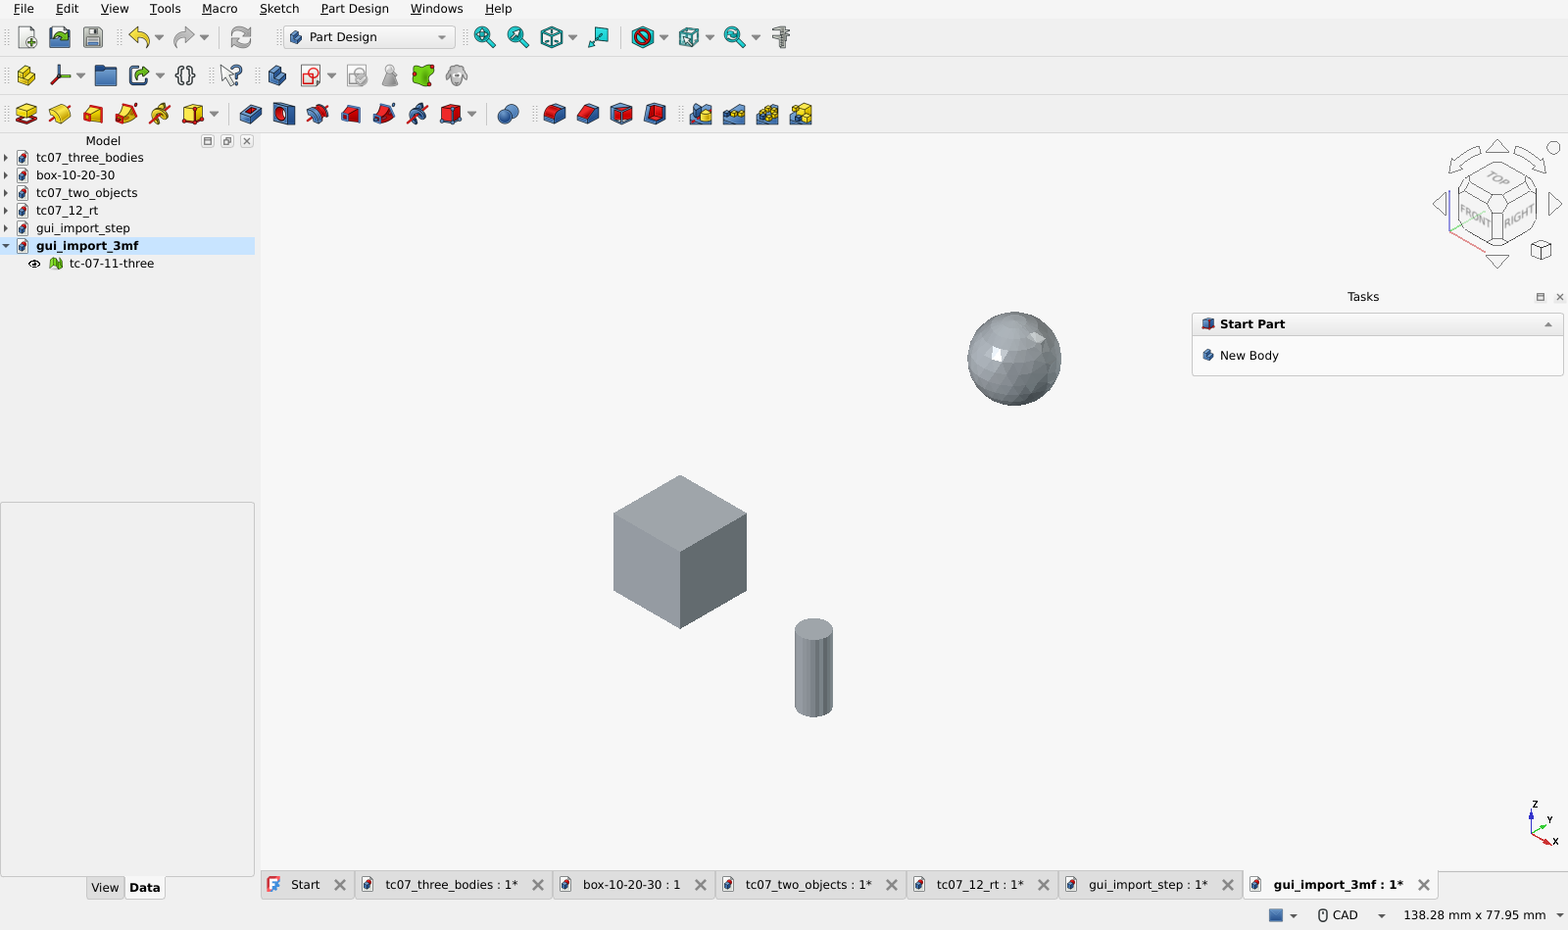 File Edit View Tools Macro Sketch Part Design Windows Help
Part Design
Model
tc07_three_bodies
box-10-20-30
tc07_two_objects
tc07_12_rt
gui_import_step
gui_import_3mf
tc-07-11-three
TOP
FRONT
RIGHT
Tasks
Start Part
New Body
Z
Y
X
View Data
Start tc07_three_bodies : 1* box-10-20-30 : 1 tc07_two_objects : 1* tc07_12_rt : 1* gui_import_step : 1* gui_import_3mf : 1*
CAD 138.28 mm x 77.95 mm